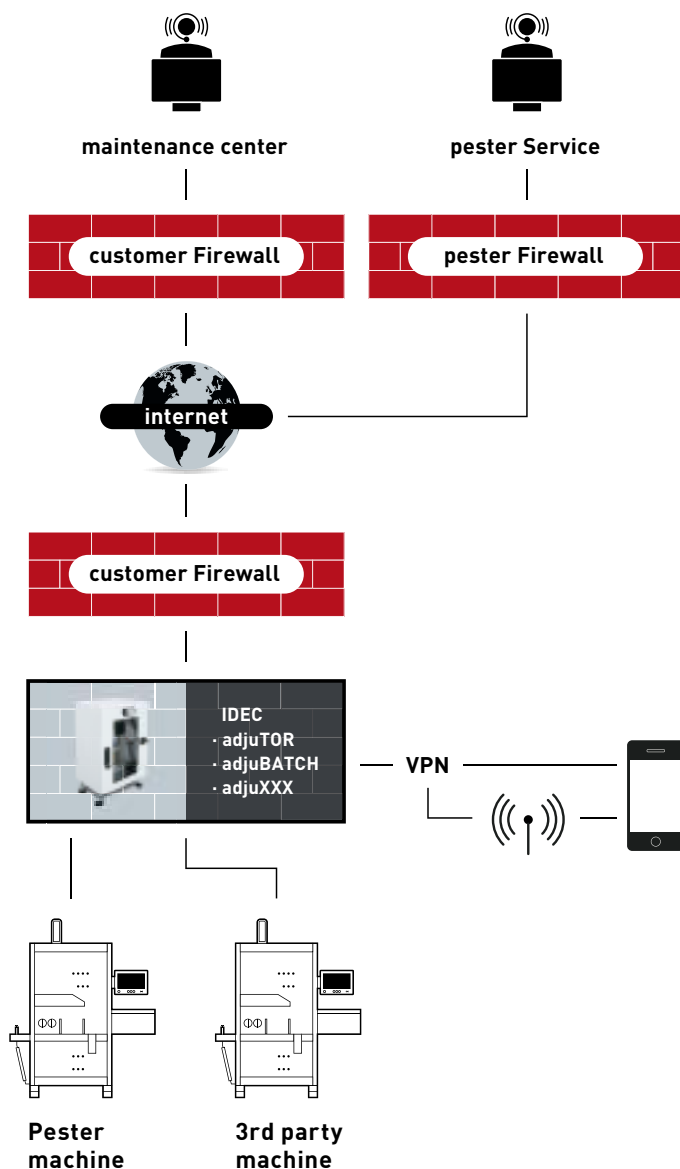 maintenance center
pester Service
customer Firewall
pester Firewall
internet
customer Firewall
IDEC
· adjuTOR
· adjuBATCH
· adjuXXX
VPN
Pester
machine
3rd party
machine